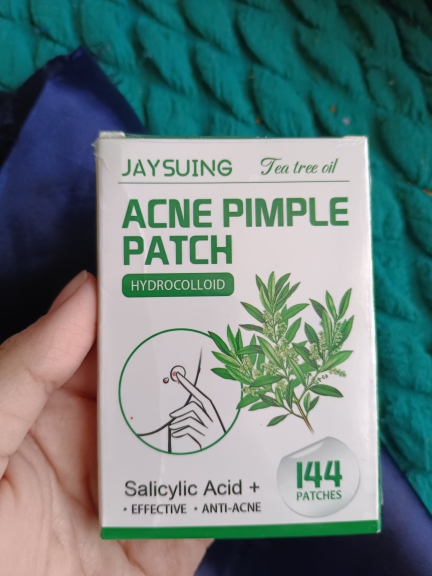 JAYSUING
Tea tree oil
ACNE PIMPLE
PATCH
HYDROCOLLOID
Salicylic Acid +
• EFFECTIVE • ANTI-ACNE
144
PATCHES